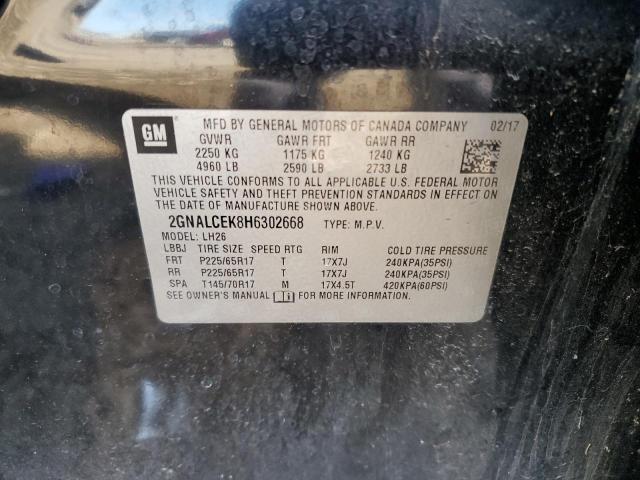 GM MFD BY GENERAL MOTORS OF CANADA COMPANY 02/17
GVWR GAWR FRT GAWR RR
2250 KG 1175 KG 1240 KG
4960 LB 2590 LB 2733 LB
THIS VEHICLE CONFORMS TO ALL APPLICABLE U.S. FEDERAL MOTOR
VEHICLE SAFETY AND THEFT PREVENTION STANDARDS IN EFFECT ON
THE DATE OF MANUFACTURE SHOWN ABOVE.
2GNALCEK8H6302668 TYPE: M.P.V.
MODEL: LH26
LBBJ TIRE SIZE SPEED RTG RIM COLD TIRE PRESSURE
FRT P225/65R17 T 17X7J 240KPA(35PSI)
RR P225/65R17 T 17X7J 240KPA(35PSI)
SPA T145/70R17 M 17X4.5T 420KPA(60PSI)
SEE OWNER'S MANUAL FOR MORE INFORMATION.